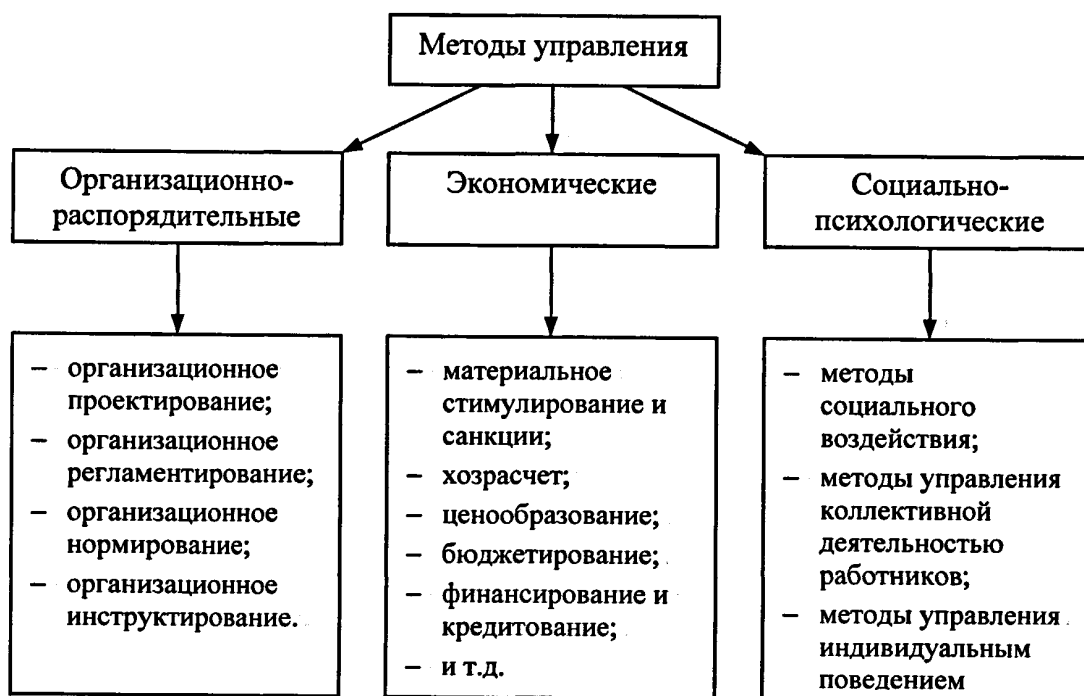 Методы управления
Организационно-
распорядительные
Экономические
Социально-
психологические
– организационное
проектирование;
– организационное
регламентирование;
– организационное
нормирование;
– организационное
инструктирование.
– материальное
стимулирование и
санкции;
– хозрасчет;
– ценообразование;
– бюджетирование;
– финансирование и
кредитование;
– и т.д.
– методы
социального
воздействия;
– методы управления
коллективной
деятельностью
работников;
– методы управления
индивидуальным
поведением